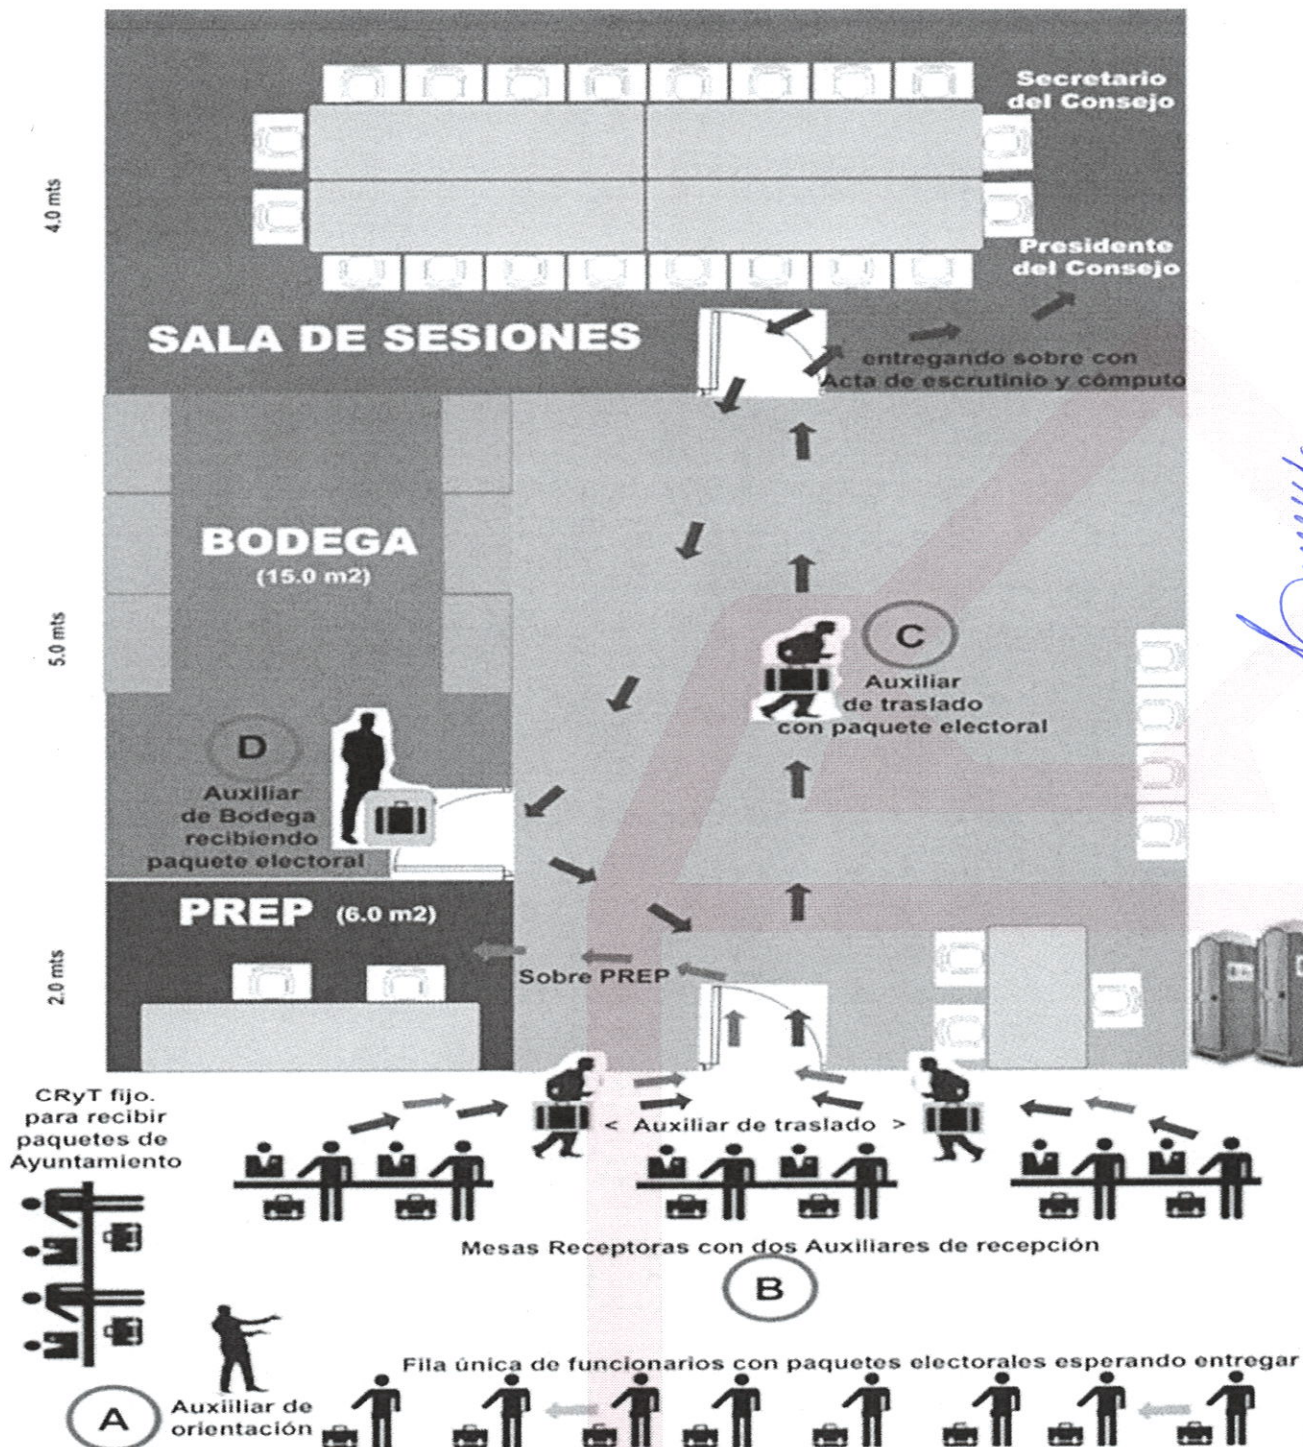 Secretario
del Consejo
4.0 mts
Presidente
del Consejo
SALA DE SESIONES
entregando sobre con
Acta de escrutinio y cómputo
BODEGA
(15.0 m2)
5.0 mts
C
Auxiliar
de traslado
con paquete electoral
D
Auxiliar
de Bodega
recibiendo
paquete electoral
PREP (6.0 m2)
2.0 mts
Sobre PREP
CRyT fijo.
para recibir
paquetes de
Ayuntamiento
< Auxiliar de traslado >
Mesas Receptoras con dos Auxiliares de recepción
B
Fila única de funcionarios con paquetes electorales esperando entregar
A
Auxiiliar de
orientación